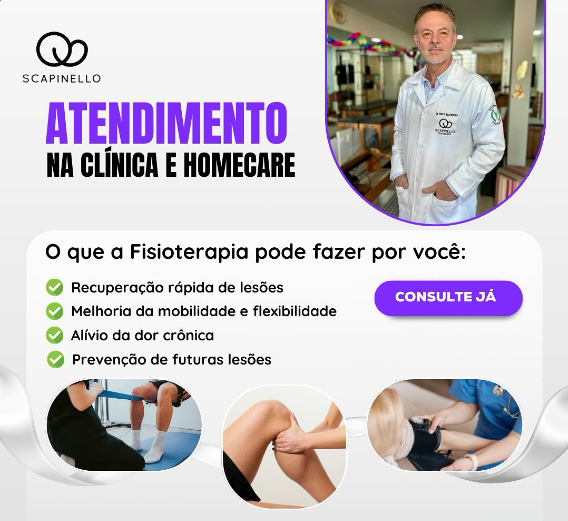 SCAPINELLO
ATENDIMENTO
NA CLÍNICA E HOMECARE
SCAPINELLO
O que a Fisioterapia pode fazer por você:
Recuperação rápida de lesões
Melhoria da mobilidade e flexibilidade
Alívio da dor crônica
Prevenção de futuras lesões
CONSULTE JÁ